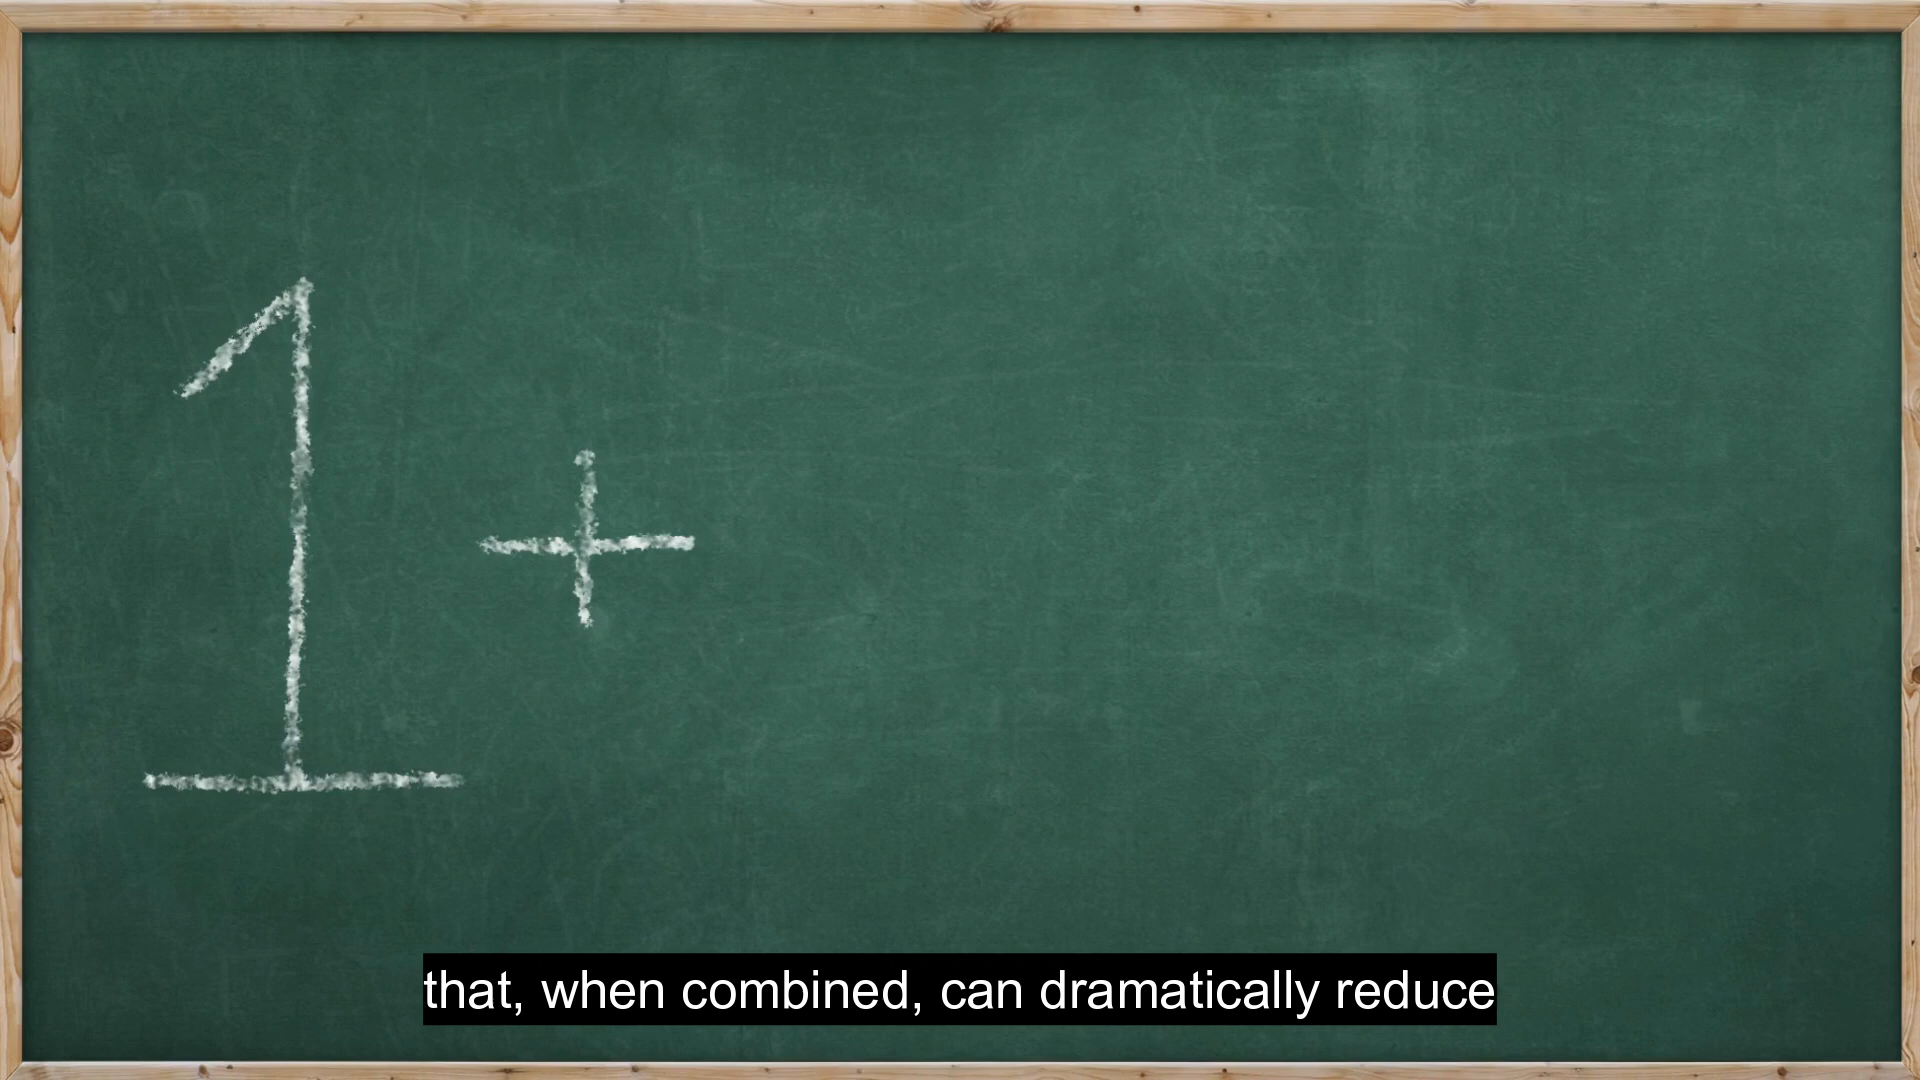 1 +
that, when combined, can dramatically reduce